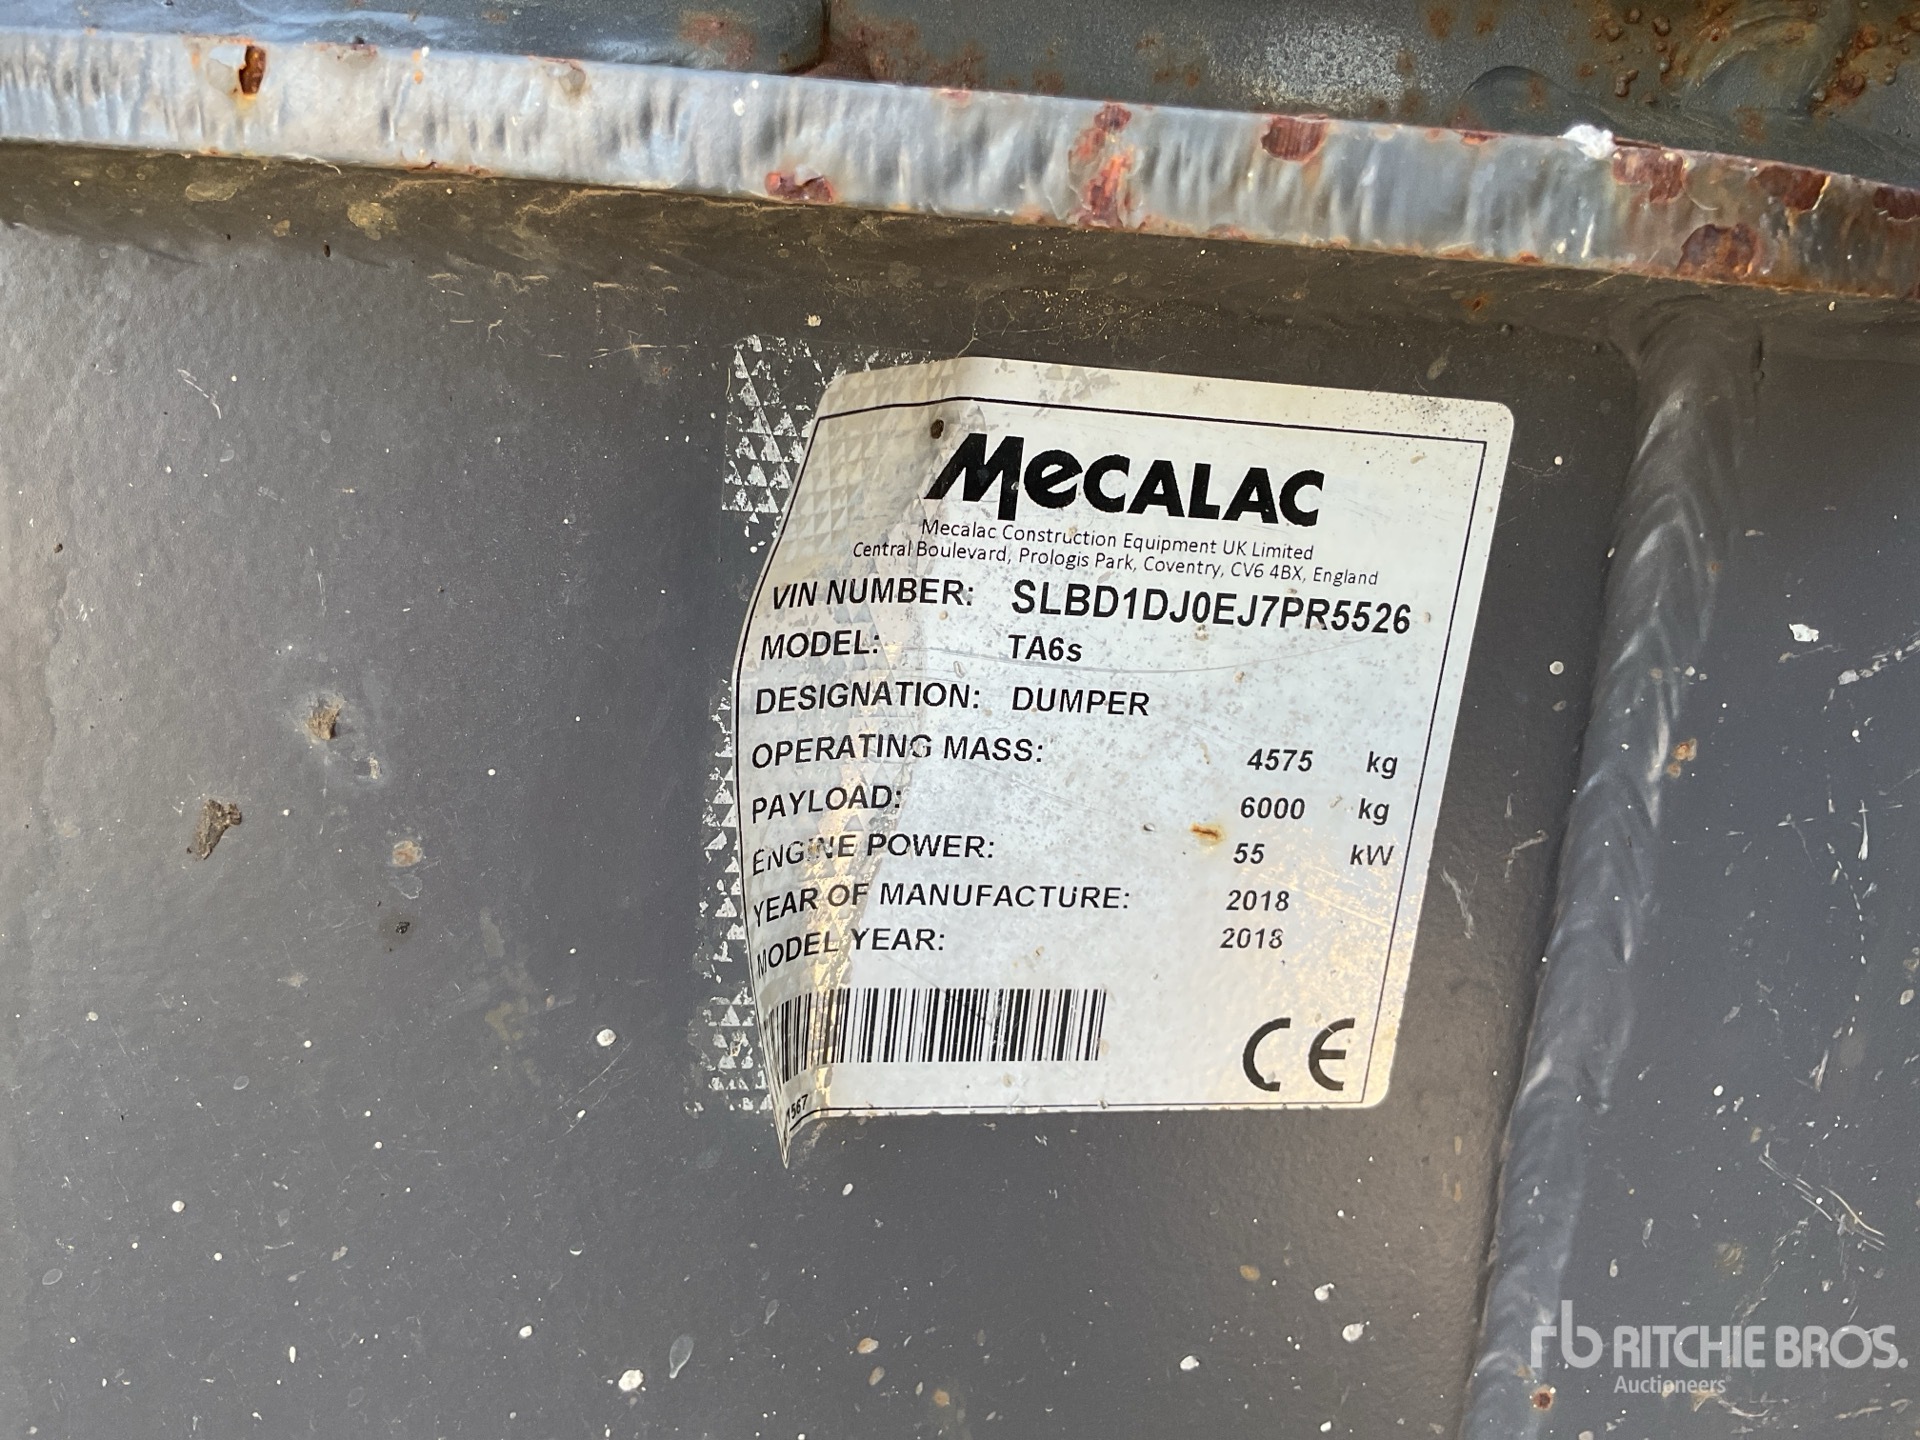 MeCALAC
Mecalac Construction Equipment UK Limited
Central Boulevard, Prologis Park, Coventry, CV6 4BX, England
VIN NUMBER: SLBD1DJ0EJ7PR5526
MODEL: TA6s
DESIGNATION: DUMPER
OPERATING MASS: 4575 kg
PAYLOAD: 6000 kg
ENGINE POWER: 55 kW
YEAR OF MANUFACTURE: 2018
MODEL YEAR: 2018
CE
rb RITCHIE BROS.
Auctioneers